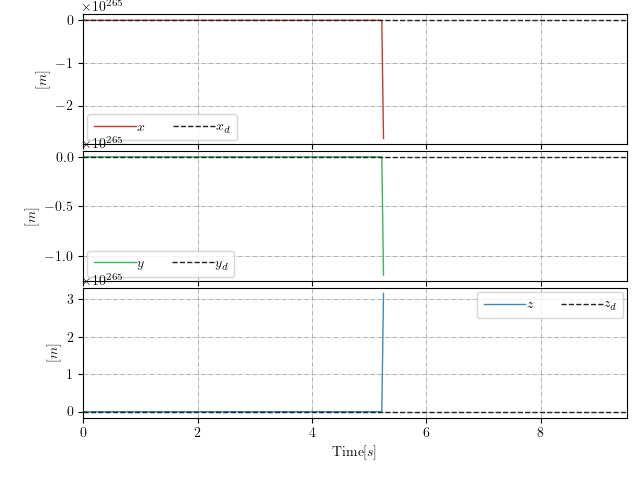 ×10^265
0
−1
−2
[m]
x x_d
×10^265
0.0
−0.5
−1.0
[m]
y y_d
×10^265
3
2
1
0
[m]
z z_d
0 2 4 6 8
Time[s]